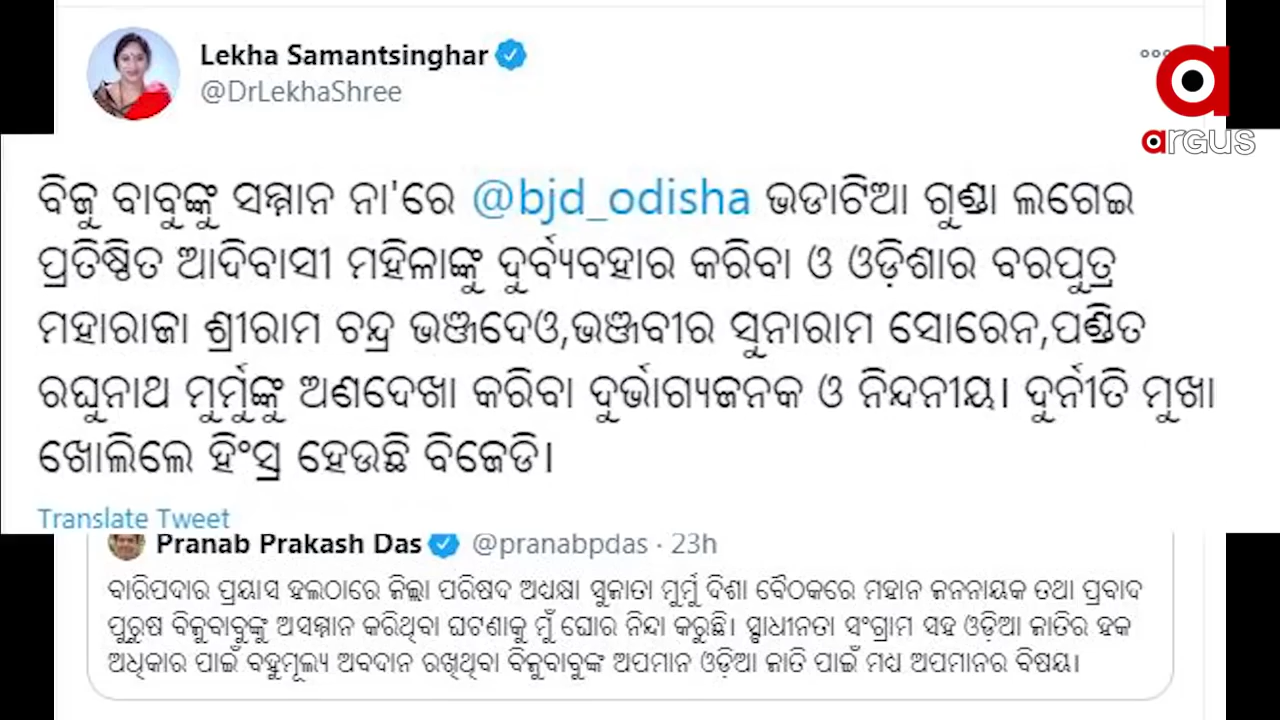 Lekha Samantsinghar
@DrLekhaShree
argus
ବିଜୁ ବାବୁଙ୍କୁ ସମ୍ମାନ ନା'ରେ @bjd_odisha ଭଡାଟିଆ ଗୁଣ୍ଡା ଲଗେଇ
ପ୍ରତିଷ୍ଠିତ ଆଦିବାସୀ ମହିଳାଙ୍କୁ ଦୁର୍ବ୍ୟବହାର କରିବା ଓ ଓଡ଼ିଶାର ବରପୁତ୍ର
ମହାରାଜା ଶ୍ରୀରାମ ଚନ୍ଦ୍ର ଭଞ୍ଜଦେଓ,ଭଞ୍ଜବୀର ସୁନାରାମ ସୋରେନ,ପଣ୍ଡିତ
ରଘୁନାଥ ମୁର୍ମୁଙ୍କୁ ଅଣଦେଖା କରିବା ଦୁର୍ଭାଗ୍ୟଜନକ ଓ ନିନ୍ଦନୀୟ। ଦୁର୍ନୀତି ମୁଖା
ଖୋଲିଲେ ହିଂସ୍ର ହେଉଛି ବିଜେଡି।
Translate Tweet
Pranab Prakash Das @pranabpdas · 23h
ବାରିପଦାର ପ୍ରୟାସ ହଲଠାରେ ଜିଲ୍ଲା ପରିଷଦ ଅଧ୍ୟକ୍ଷା ସୁଜାତା ମୁର୍ମୁ ଦିଶା ବୈଠକରେ ମହାନ ଜନନାୟକ ତଥା ପ୍ରବାଦ
ପୁରୁଷ ବିଜୁବାବୁଙ୍କୁ ଅସମ୍ମାନ କରିଥିବା ଘଟଣାକୁ ମୁଁ ଘୋର ନିନ୍ଦା କରୁଛି। ସ୍ୱାଧୀନତା ସଂଗ୍ରାମ ସହ ଓଡ଼ିଆ ଜାତିର ହକ
ଅଧିକାର ପାଇଁ ବହୁମୂଲ୍ୟ ଅବଦାନ ରଖିଥିବା ବିଜୁବାବୁଙ୍କ ଅପମାନ ଓଡ଼ିଆ ଜାତି ପାଇଁ ମଧ୍ୟ ଅପମାନର ବିଷୟ।